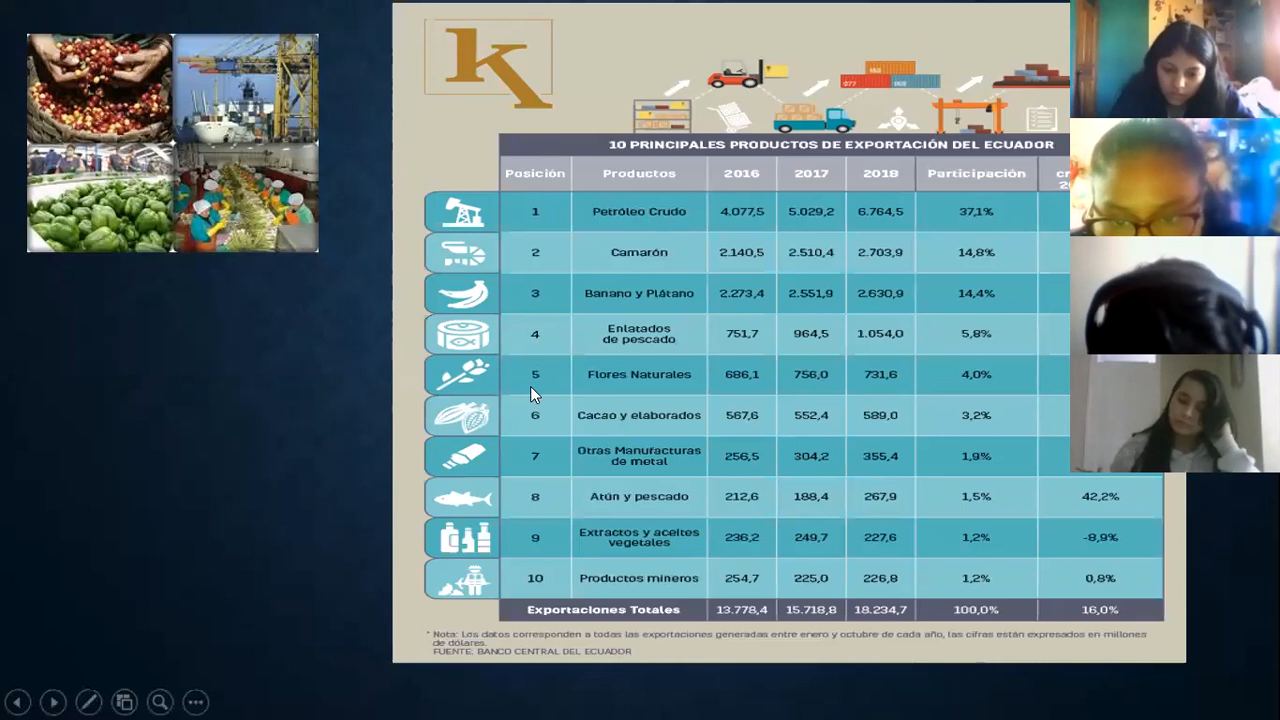 k
10 PRINCIPALES PRODUCTOS DE EXPORTACIÓN DEL ECUADOR
Posición Productos 2016 2017 2018 Participación
1 Petróleo Crudo 4.077,5 5.029,2 6.764,5 37,1%
2 Camarón 2.140,5 2.510,4 2.703,9 14,8%
3 Banano y Plátano 2.273,4 2.551,9 2.630,9 14,4%
4 Enlatados de pescado 751,7 964,5 1.054,0 5,8%
5 Flores Naturales 686,1 756,0 731,6 4,0%
6 Cacao y elaborados 567,6 552,4 589,0 3,2%
7 Otras Manufacturas de metal 256,5 304,2 355,4 1,9%
8 Atún y pescado 212,6 188,4 267,9 1,5% 42,2%
9 Extractos y aceites vegetales 236,2 249,7 227,6 1,2% -8,9%
10 Productos mineros 254,7 225,0 226,8 1,2% 0,8%
Exportaciones Totales 13.778,4 15.718,8 18.234,7 100,0% 16,0%
* Nota: Los datos corresponden a todas las exportaciones generadas entre enero y octubre de cada año, las cifras están expresados en millones
de dólares.
FUENTE: BANCO CENTRAL DEL ECUADOR